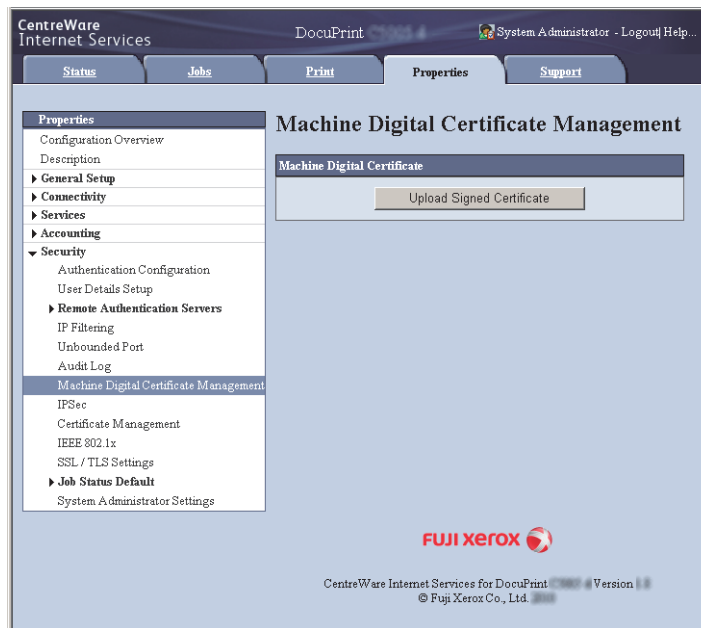 CentreWare
Internet Services
DocuPrint
System Administrator - Logout| Help...
Status
Jobs
Print
Properties
Support
Properties
Configuration Overview
Description
General Setup
Connectivity
Services
Accounting
Security
Authentication Configuration
User Details Setup
Remote Authentication Servers
IP Filtering
Unbounded Port
Audit Log
Machine Digital Certificate Management
IPSec
Certificate Management
IEEE 802.1x
SSL / TLS Settings
Job Status Default
System Administrator Settings
Machine Digital Certificate Management
Machine Digital Certificate
Upload Signed Certificate
FUJI xerox
CentreWare Internet Services for DocuPrint Version
© Fuji Xerox Co., Ltd.